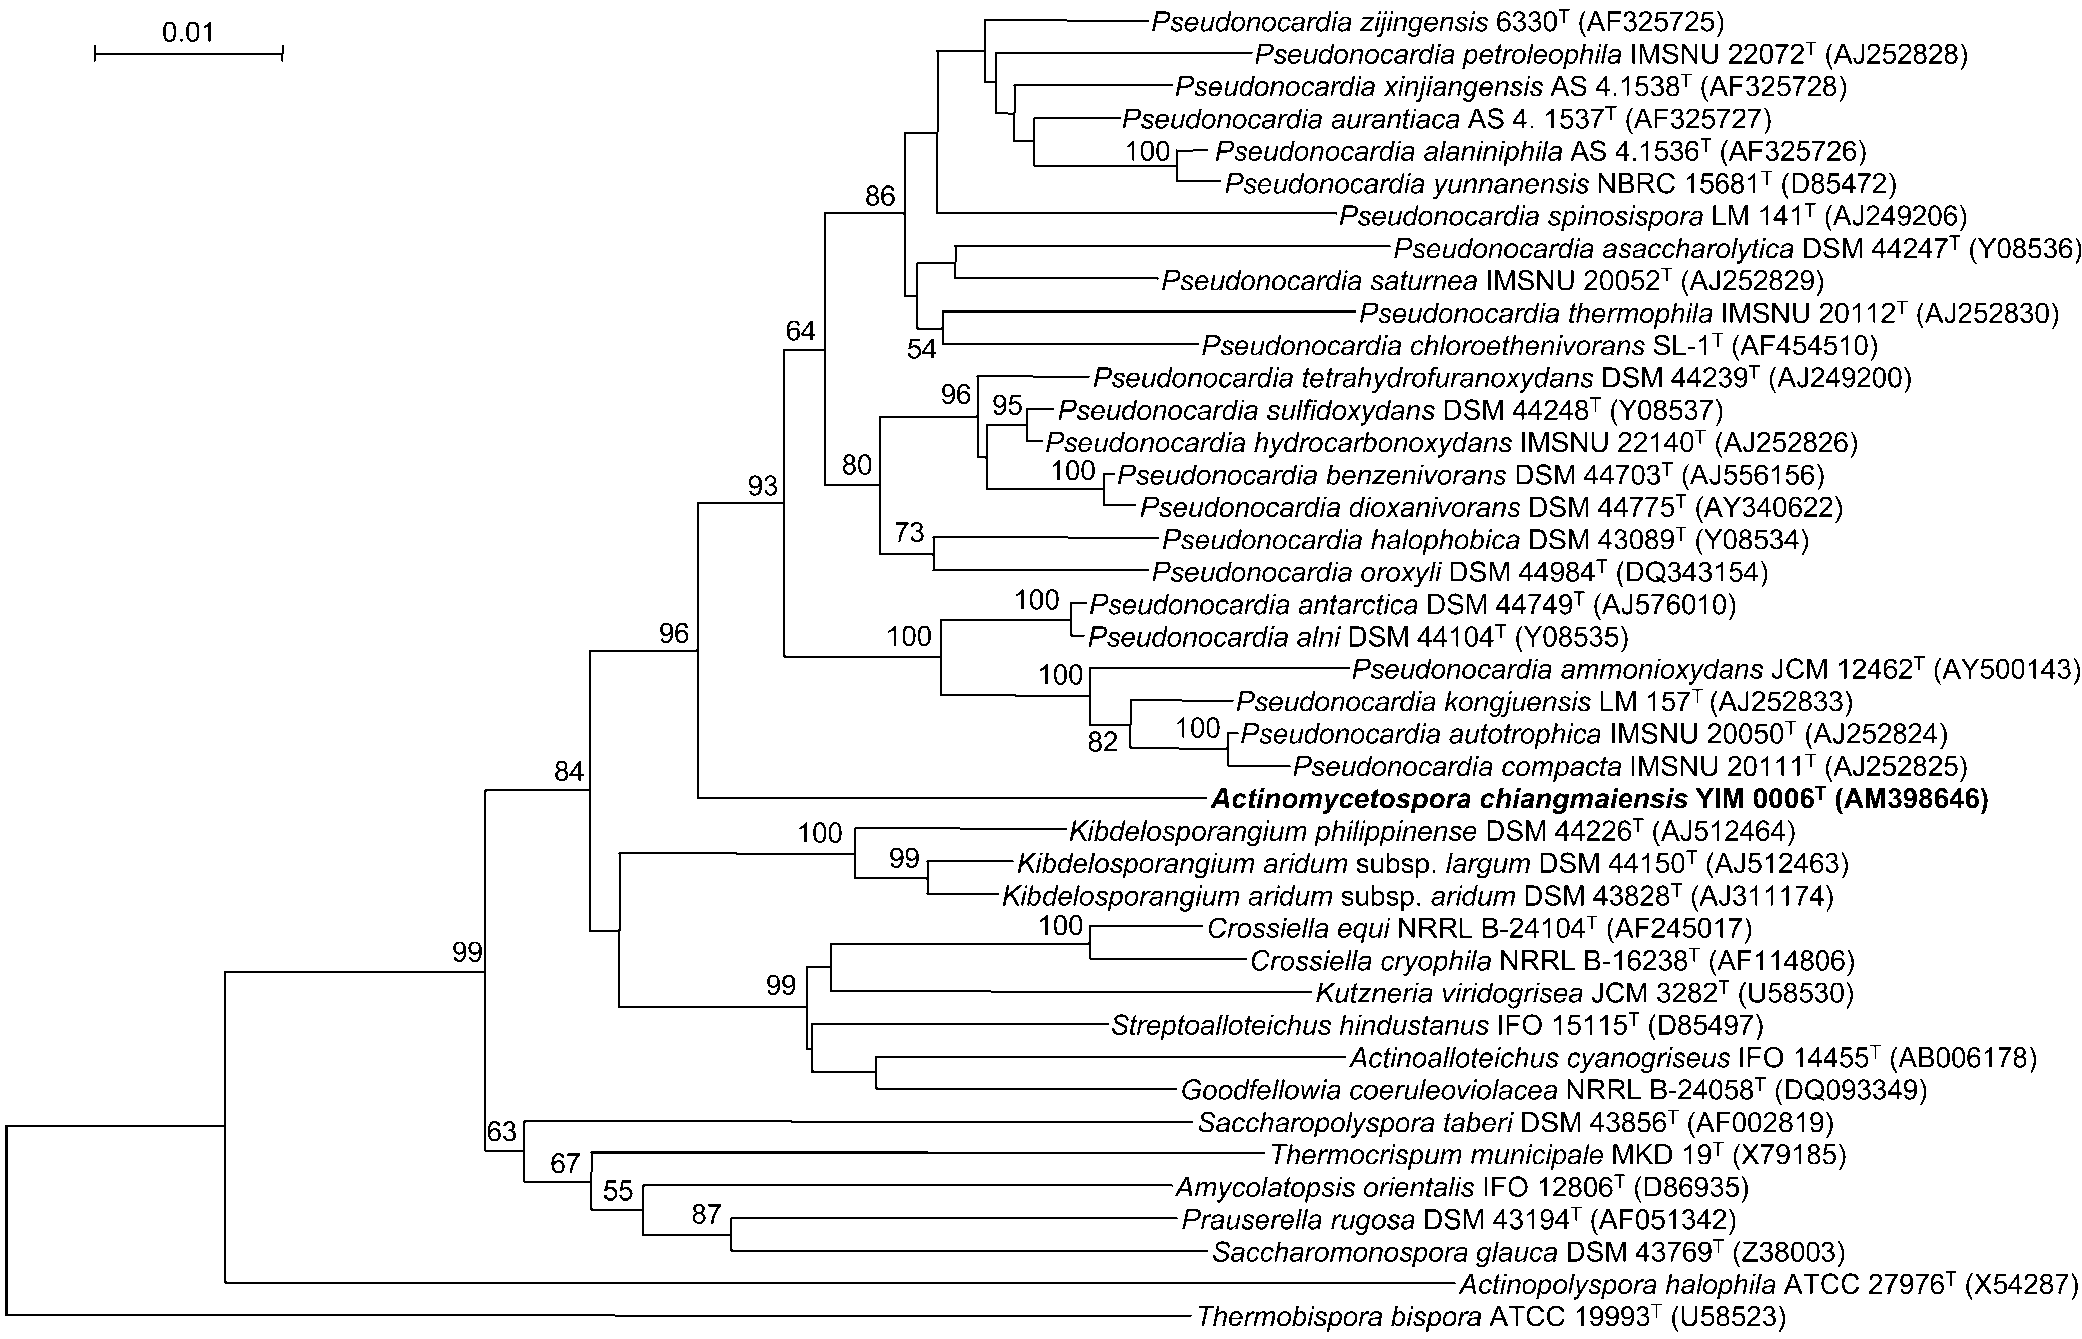 0.01
Pseudonocardia zijingensis 6330ᵀ (AF325725)
Pseudonocardia petroleophila IMSNU 22072ᵀ (AJ252828)
Pseudonocardia xinjiangensis AS 4.1538ᵀ (AF325728)
Pseudonocardia aurantiaca AS 4. 1537ᵀ (AF325727)
100 Pseudonocardia alaniniphila AS 4.1536ᵀ (AF325726)
Pseudonocardia yunnanensis NBRC 15681ᵀ (D85472)
86
Pseudonocardia spinosispora LM 141ᵀ (AJ249206)
Pseudonocardia asaccharolytica DSM 44247ᵀ (Y08536)
Pseudonocardia saturnea IMSNU 20052ᵀ (AJ252829)
Pseudonocardia thermophila IMSNU 20112ᵀ (AJ252830)
64
54 Pseudonocardia chloroethenivorans SL-1ᵀ (AF454510)
Pseudonocardia tetrahydrofuranoxydans DSM 44239ᵀ (AJ249200)
96 95 Pseudonocardia sulfidoxydans DSM 44248ᵀ (Y08537)
Pseudonocardia hydrocarbonoxydans IMSNU 22140ᵀ (AJ252826)
80 100 Pseudonocardia benzenivorans DSM 44703ᵀ (AJ556156)
93
Pseudonocardia dioxanivorans DSM 44775ᵀ (AY340622)
73 Pseudonocardia halophobica DSM 43089ᵀ (Y08534)
Pseudonocardia oroxyli DSM 44984ᵀ (DQ343154)
100 Pseudonocardia antarctica DSM 44749ᵀ (AJ576010)
96 100 Pseudonocardia alni DSM 44104ᵀ (Y08535)
100 Pseudonocardia ammonioxydans JCM 12462ᵀ (AY500143)
Pseudonocardia kongjuensis LM 157ᵀ (AJ252833)
82 100 Pseudonocardia autotrophica IMSNU 20050ᵀ (AJ252824)
84 Pseudonocardia compacta IMSNU 20111ᵀ (AJ252825)
Actinomycetospora chiangmaiensis YIM 0006ᵀ (AM398646)
100 Kibdelosporangium philippinense DSM 44226ᵀ (AJ512464)
99 Kibdelosporangium aridum subsp. largum DSM 44150ᵀ (AJ512463)
Kibdelosporangium aridum subsp. aridum DSM 43828ᵀ (AJ311174)
100 Crossiella equi NRRL B-24104ᵀ (AF245017)
99 Crossiella cryophila NRRL B-16238ᵀ (AF114806)
99 Kutzneria viridogrisea JCM 3282ᵀ (U58530)
Streptoalloteichus hindustanus IFO 15115ᵀ (D85497)
Actinoalloteichus cyanogriseus IFO 14455ᵀ (AB006178)
Goodfellowia coeruleoviolacea NRRL B-24058ᵀ (DQ093349)
63 Saccharopolyspora taberi DSM 43856ᵀ (AF002819)
67 Thermocrispum municipale MKD 19ᵀ (X79185)
55 Amycolatopsis orientalis IFO 12806ᵀ (D86935)
87 Prauserella rugosa DSM 43194ᵀ (AF051342)
Saccharomonospora glauca DSM 43769ᵀ (Z38003)
Actinopolyspora halophila ATCC 27976ᵀ (X54287)
Thermobispora bispora ATCC 19993ᵀ (U58523)